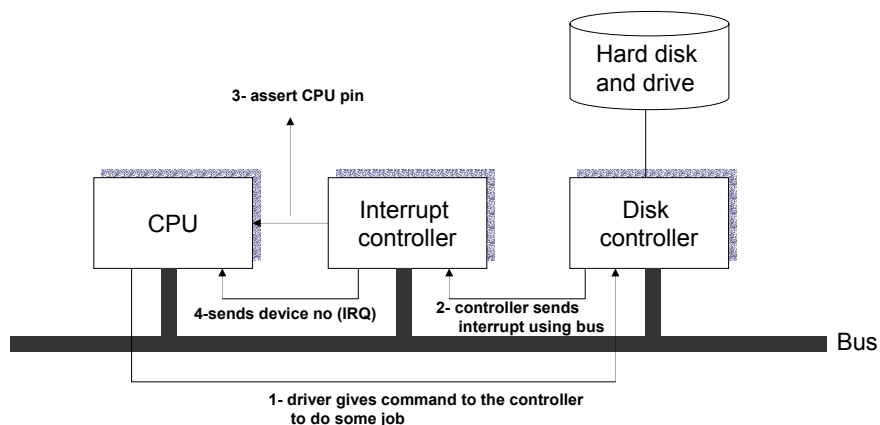 Hard disk
and drive
3- assert CPU pin
CPU
Interrupt
controller
Disk
controller
4-sends device no (IRQ)
2- controller sends
interrupt using bus
Bus
1- driver gives command to the controller
to do some job